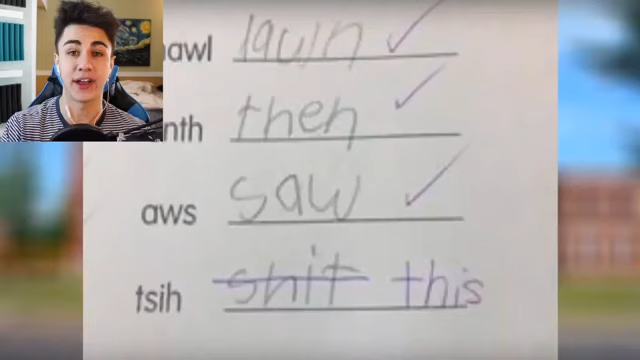 awl lawn ✓
nth then ✓
aws saw ✓
tsih ~~shit~~ this